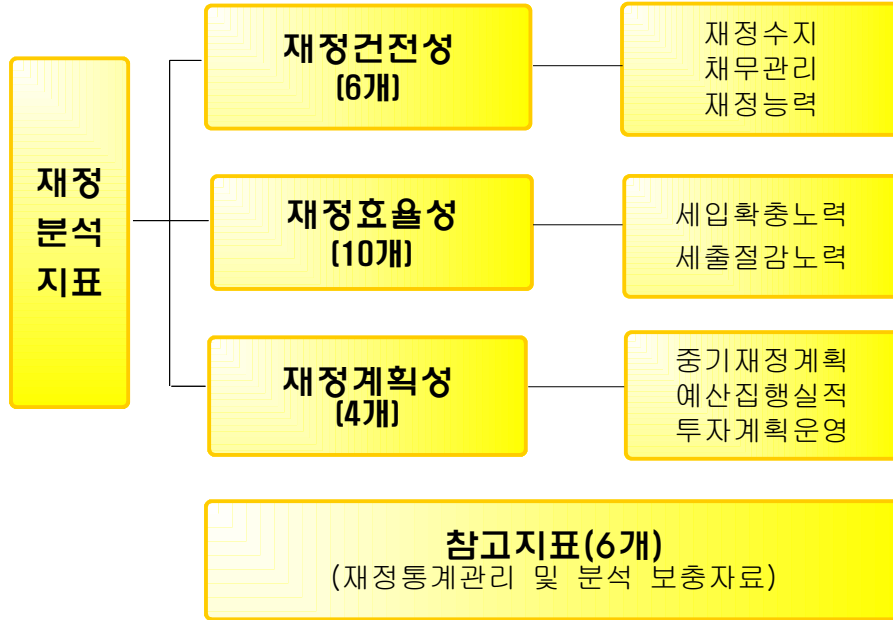 재정
분석
지표
재정건전성
(6개)
재정수지
채무관리
재정능력
재정효율성
(10개)
세입확충노력
세출절감노력
재정계획성
(4개)
중기재정계획
예산집행실적
투자계획운영
참고지표(6개)
(재정통계관리 및 분석 보충자료)